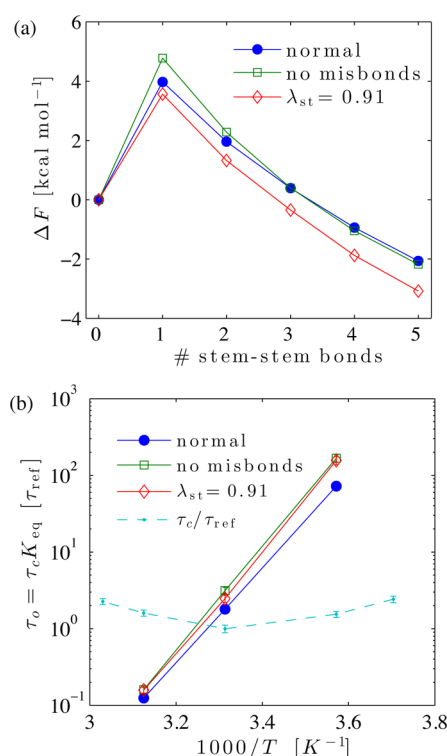 (a)
normal
no misbonds
λst = 0.91
ΔF [kcal mol⁻¹]
6
4
2
0
−2
−4
0 1 2 3 4 5
# stem-stem bonds
(b)
normal
no misbonds
λst = 0.91
τc/τref
τo = τcKeq [τref]
10³
10²
10¹
10⁰
10⁻¹
3 3.2 3.4 3.6 3.8
1000/T [K⁻¹]